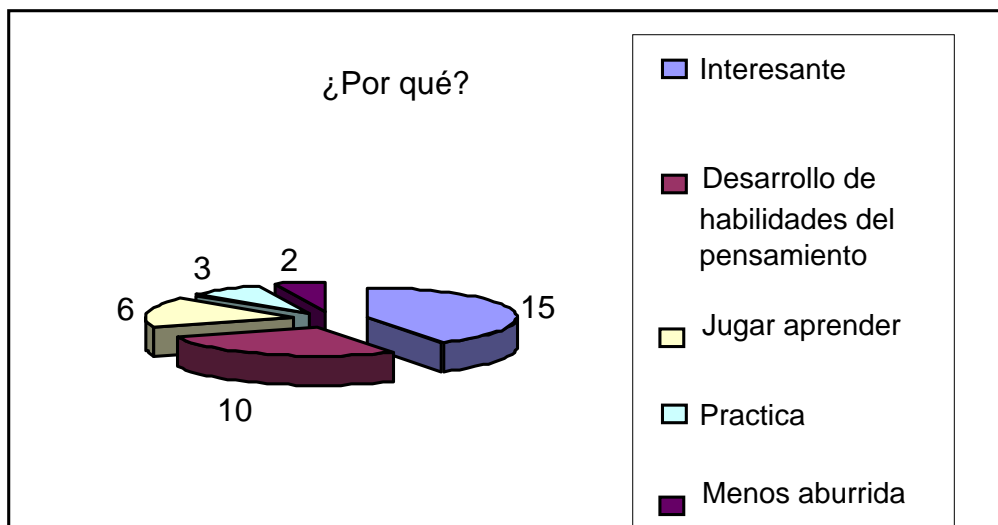 ¿Por qué?
15
10
6
3
2
Interesante
Desarrollo de
habilidades del
pensamiento
Jugar aprender
Practica
Menos aburrida